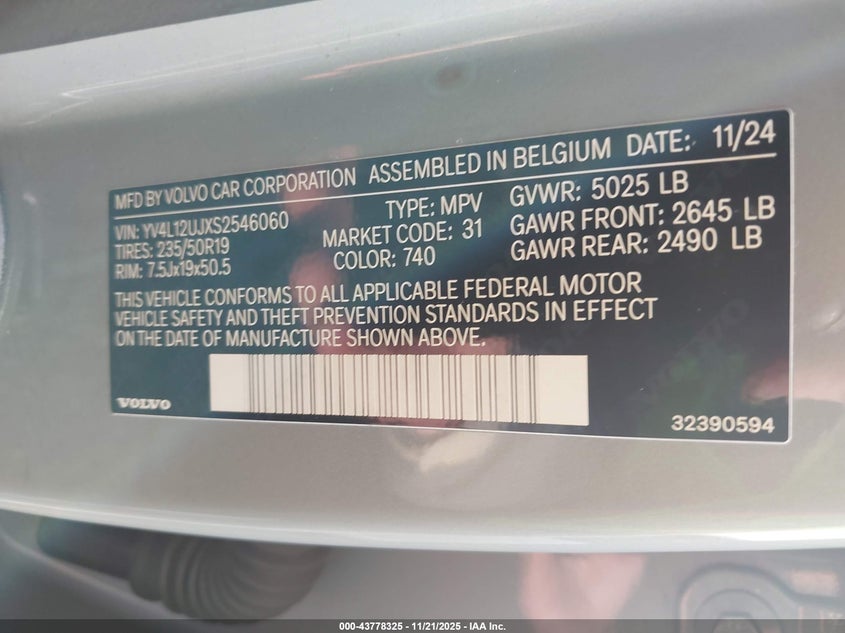 MFD BY VOLVO CAR CORPORATION ASSEMBLED IN BELGIUM DATE: 11/24
VIN: YV4L12UJXS2546060 TYPE: MPV GVWR: 5025 LB
TIRES: 235/50R19 MARKET CODE: 31 GAWR FRONT: 2645 LB
RIM: 7.5Jx19x50.5 COLOR: 740 GAWR REAR: 2490 LB
THIS VEHICLE CONFORMS TO ALL APPLICABLE FEDERAL MOTOR
VEHICLE SAFETY AND THEFT PREVENTION STANDARDS IN EFFECT
ON THE DATE OF MANUFACTURE SHOWN ABOVE.
VOLVO 32390594
000-43778325 - 11/21/2025 - IAA Inc.